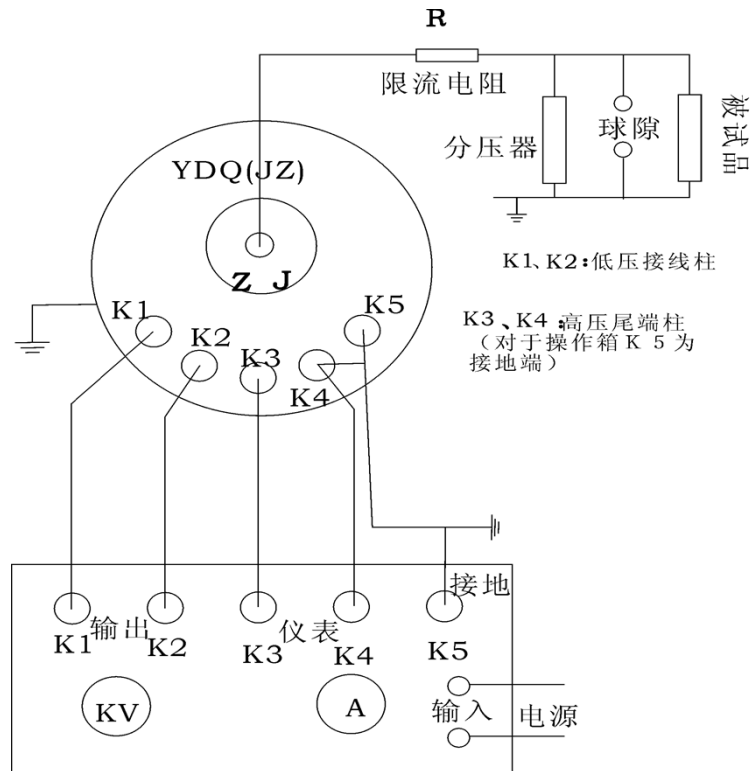 R
限流电阻
分压器
球隙
被试品
YDQ(JZ)
Z J
K1、K2:低压接线柱
K1
K2
K3
K4
K5
K3、K4:高压尾端柱
（对于操作箱K 5为
接地端）
接地
输出
仪表
K1
K2
K3
K4
K5
KV
A
输入
电源